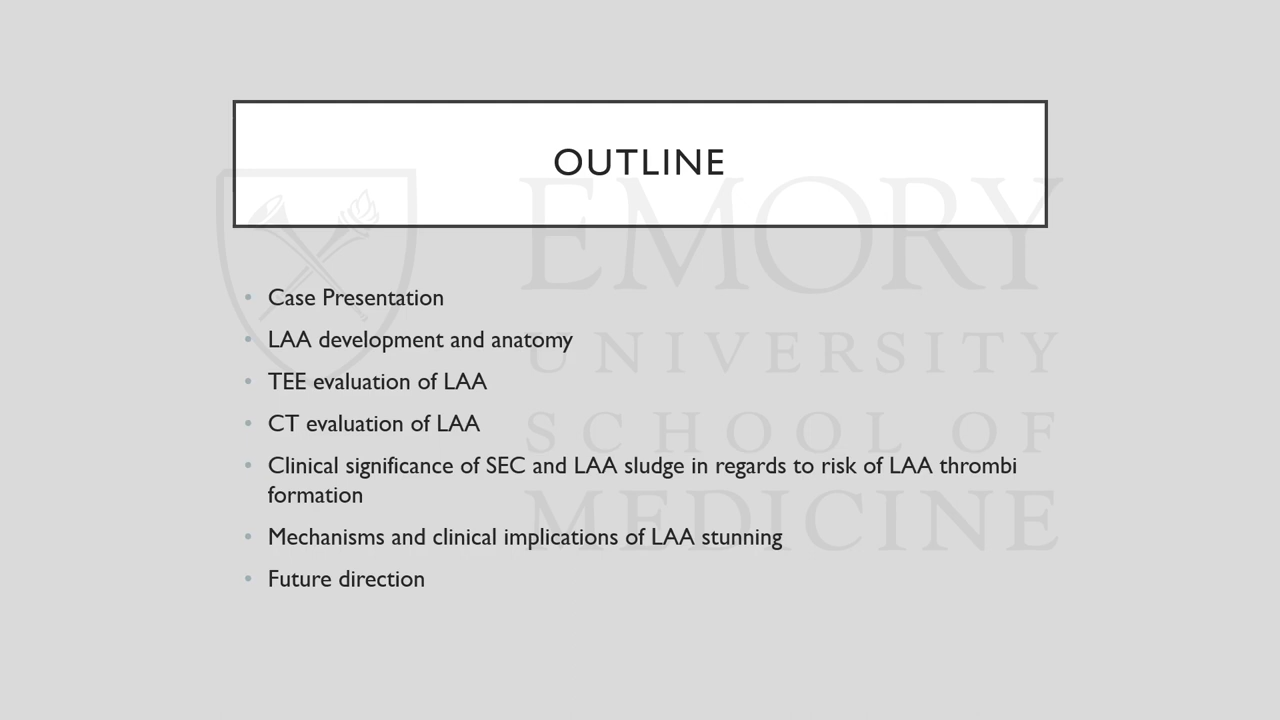 OUTLINE
EMORY
UNIVERSITY
SCHOOL OF
MEDICINE
• Case Presentation
• LAA development and anatomy
• TEE evaluation of LAA
• CT evaluation of LAA
• Clinical significance of SEC and LAA sludge in regards to risk of LAA thrombi
formation
• Mechanisms and clinical implications of LAA stunning
• Future direction